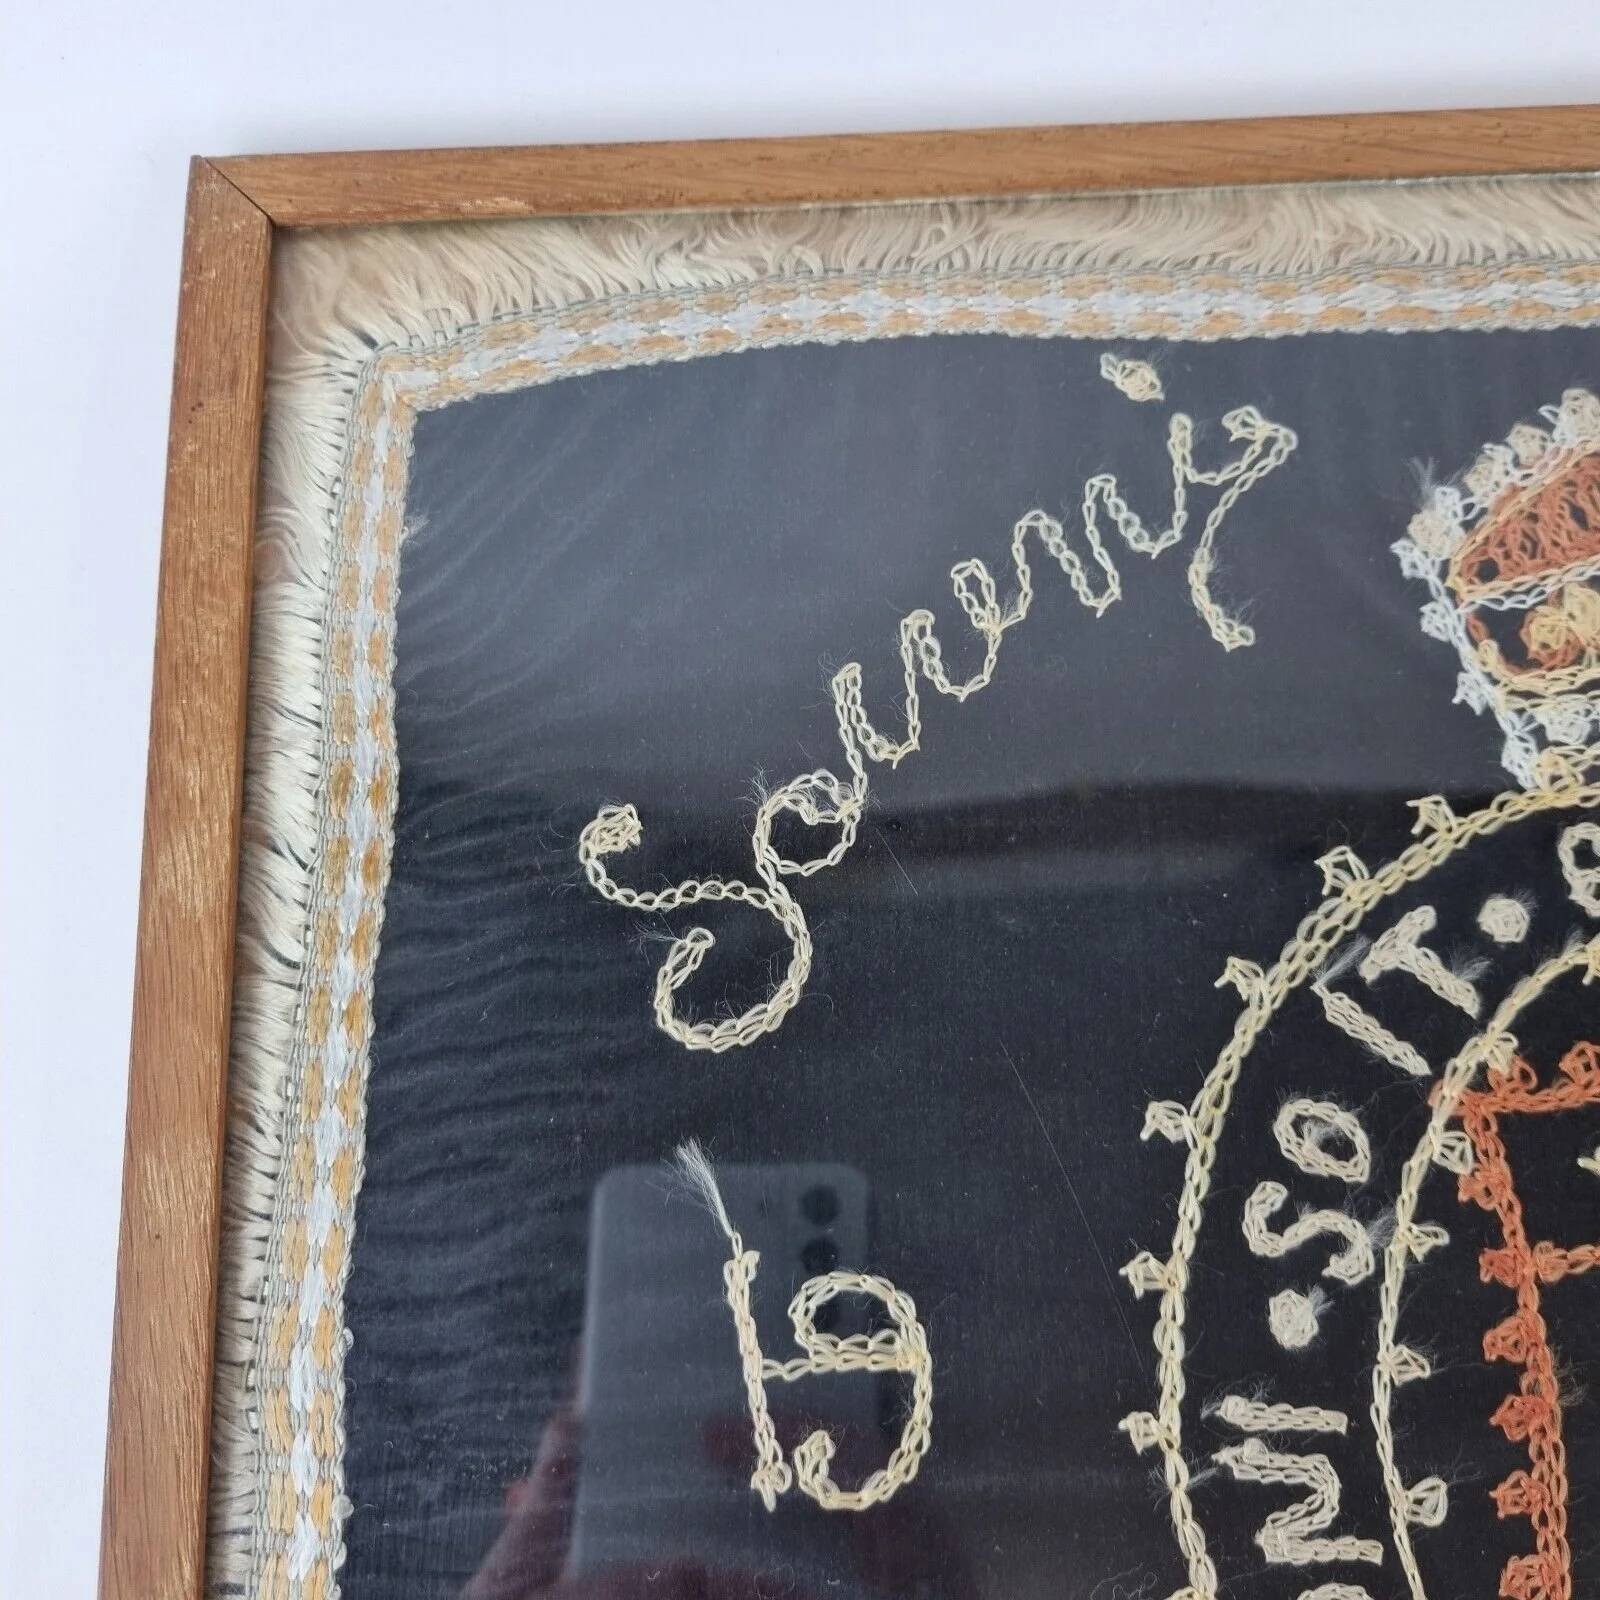 Souvenir
NI · SOIT ·